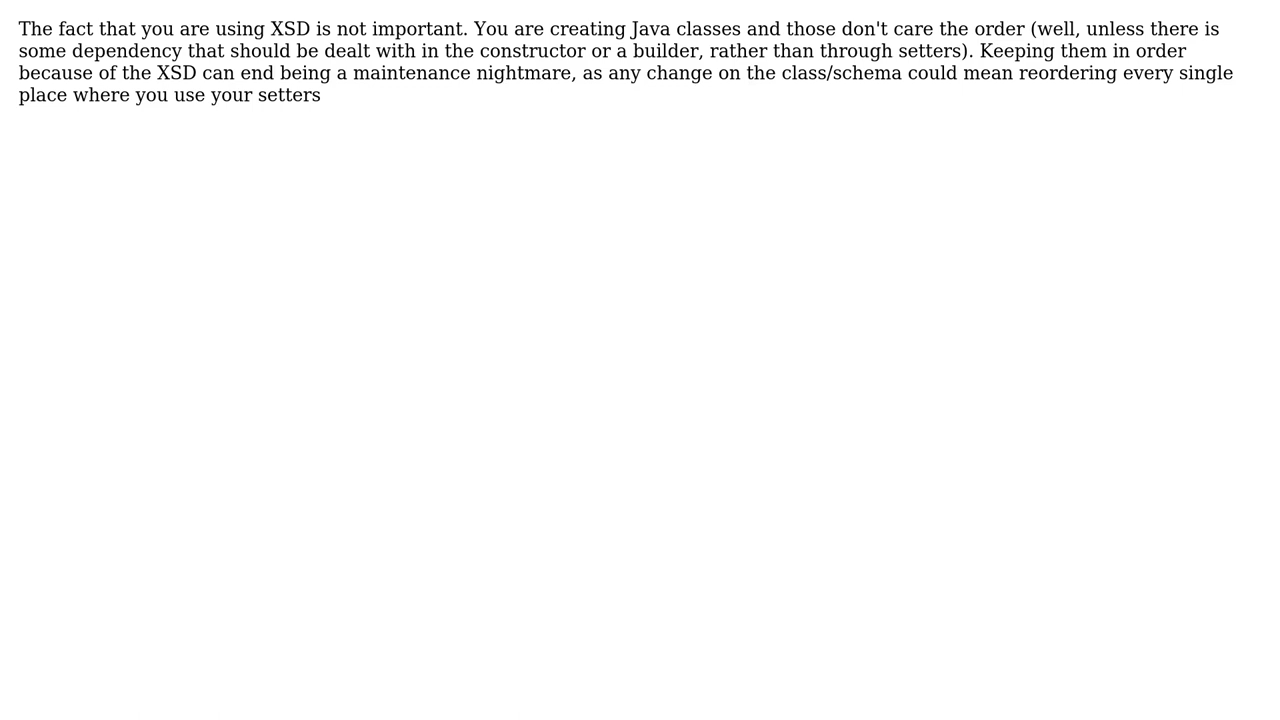 The fact that you are using XSD is not important. You are creating Java classes and those don't care the order (well, unless there is
some dependency that should be dealt with in the constructor or a builder, rather than through setters). Keeping them in order
because of the XSD can end being a maintenance nightmare, as any change on the class/schema could mean reordering every single
place where you use your setters